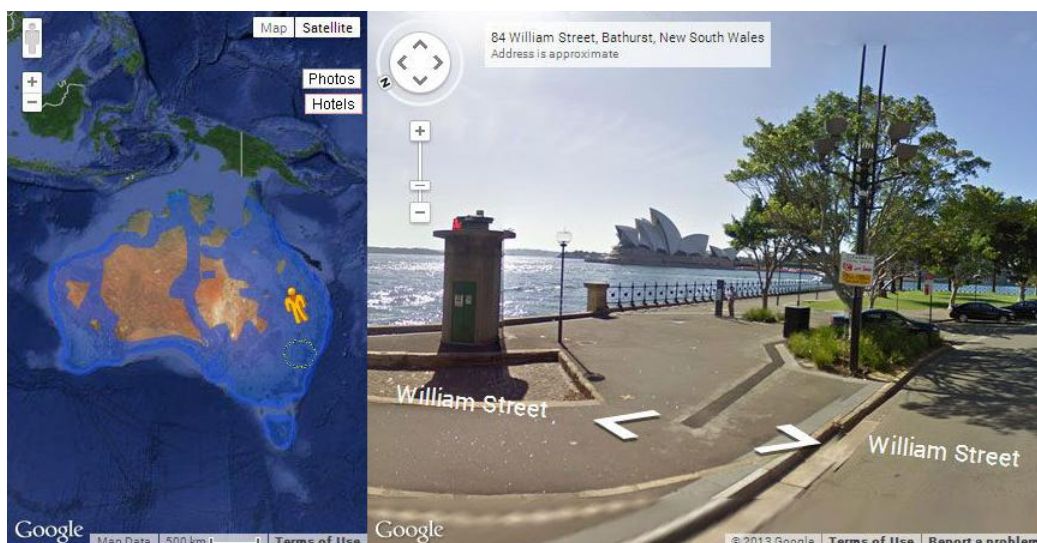 Map Satellite
Photos
Hotels
Google
Map Data 500 km Terms of Use
84 William Street, Bathurst, New South Wales
Address is approximate
N
William Street
William Street
Google
© 2013 Google Terms of Use Report a problem